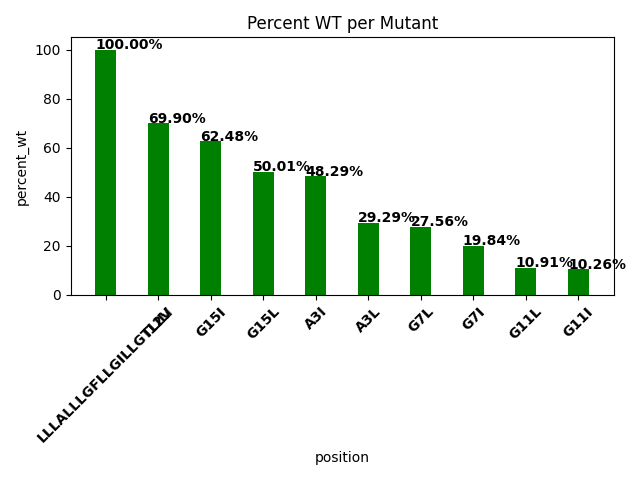 Percent WT per Mutant
percent_wt
100
80
60
40
20
0
100.00%
69.90%
62.48%
50.01%
48.29%
29.29%
27.56%
19.84%
10.91%
10.26%
G15I
G15L
A3I
A3L
G7L
G7I
G11L
G11I
position